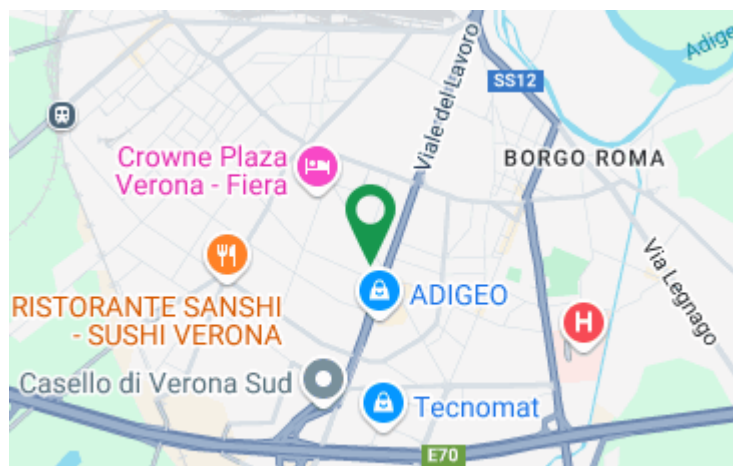 Adige
Viale del Lavoro
SS12
Crowne Plaza
Verona - Fiera
BORGO ROMA
Via Legnago
ADIGEO
RISTORANTE SANSHI
- SUSHI VERONA
H
Casello di Verona Sud
Tecnomat
E70